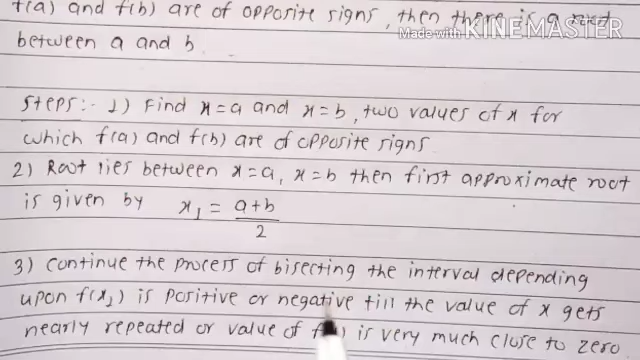 f(a) and f(b) are of opposite signs, then there is a root
Made with KINEMASTER
between a and b.
Steps:- 1) Find x=a and x=b, two values of x for
which f(a) and f(b) are of opposite signs
2) Root lies between x=a, x=b then first approximate root
is given by x₁ = a+b
2
3) Continue the process of bisecting the interval depending
upon f(x₁) is positive or negative till the value of x gets
nearly repeated or value of is very much close to zero